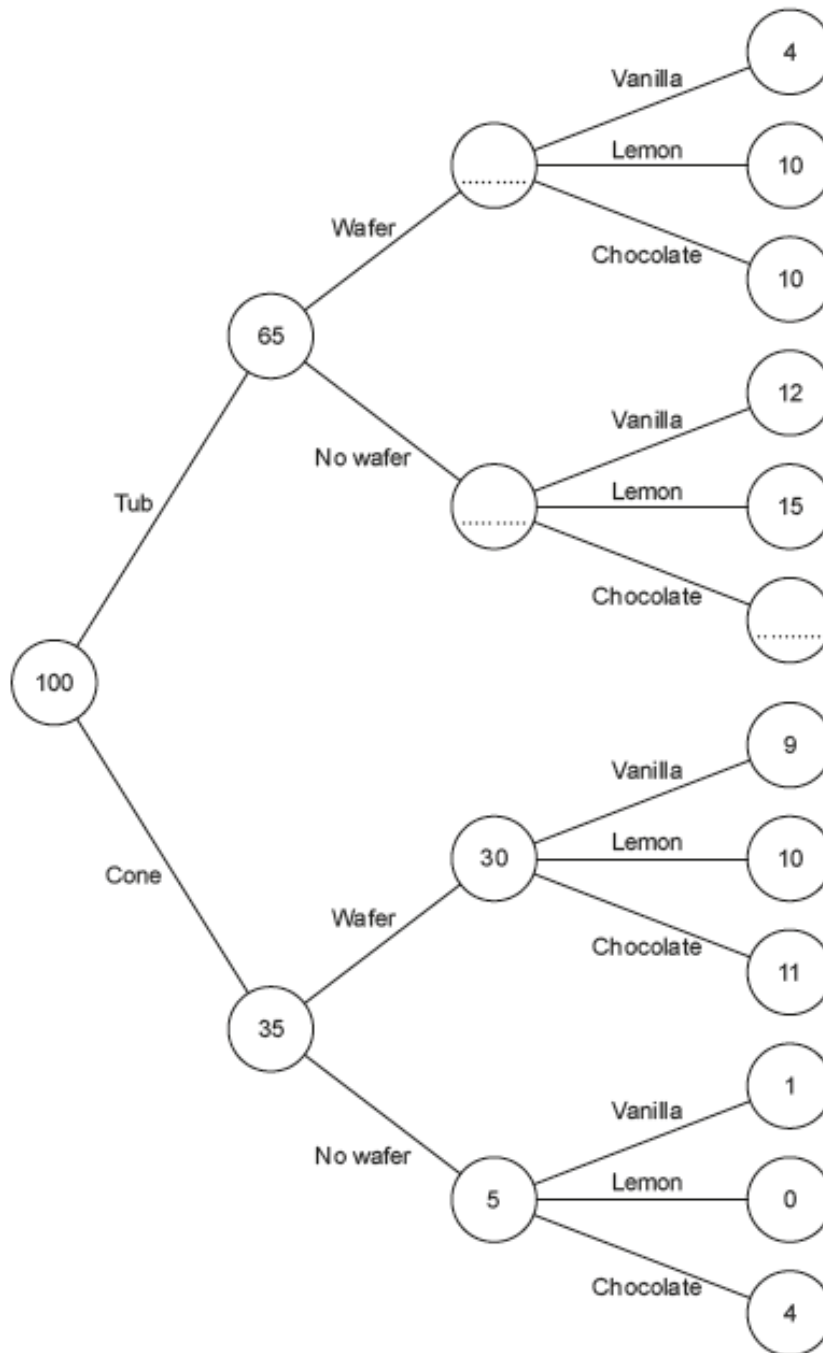 4
Vanilla
Lemon
10
..........
Wafer
Chocolate
10
65
12
Vanilla
No wafer
Lemon
15
..........
Tub
Chocolate
..........
100
9
Vanilla
Lemon
10
30
Cone
Wafer
Chocolate
11
35
1
Vanilla
No wafer
Lemon
0
5
Chocolate
4